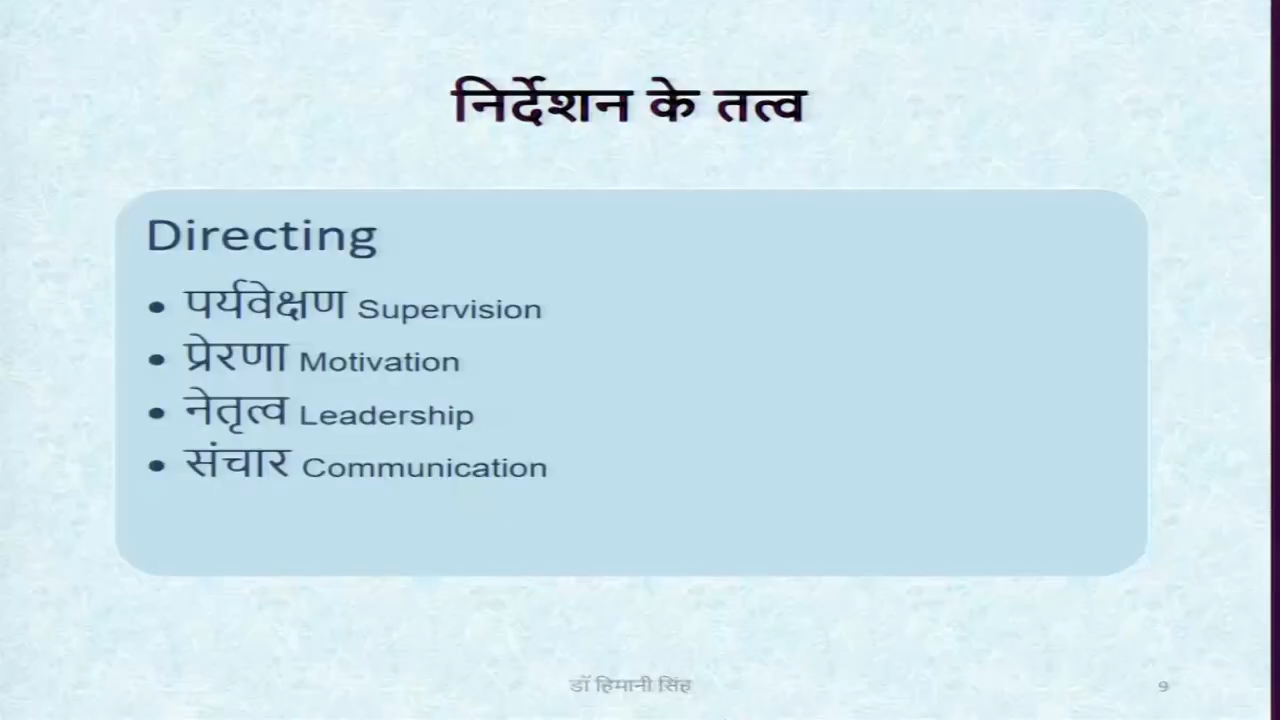 निर्देशन के तत्व
Directing
• पर्यवेक्षण Supervision
• प्रेरणा Motivation
• नेतृत्व Leadership
• संचार Communication
डॉ हिमानी सिंह
9